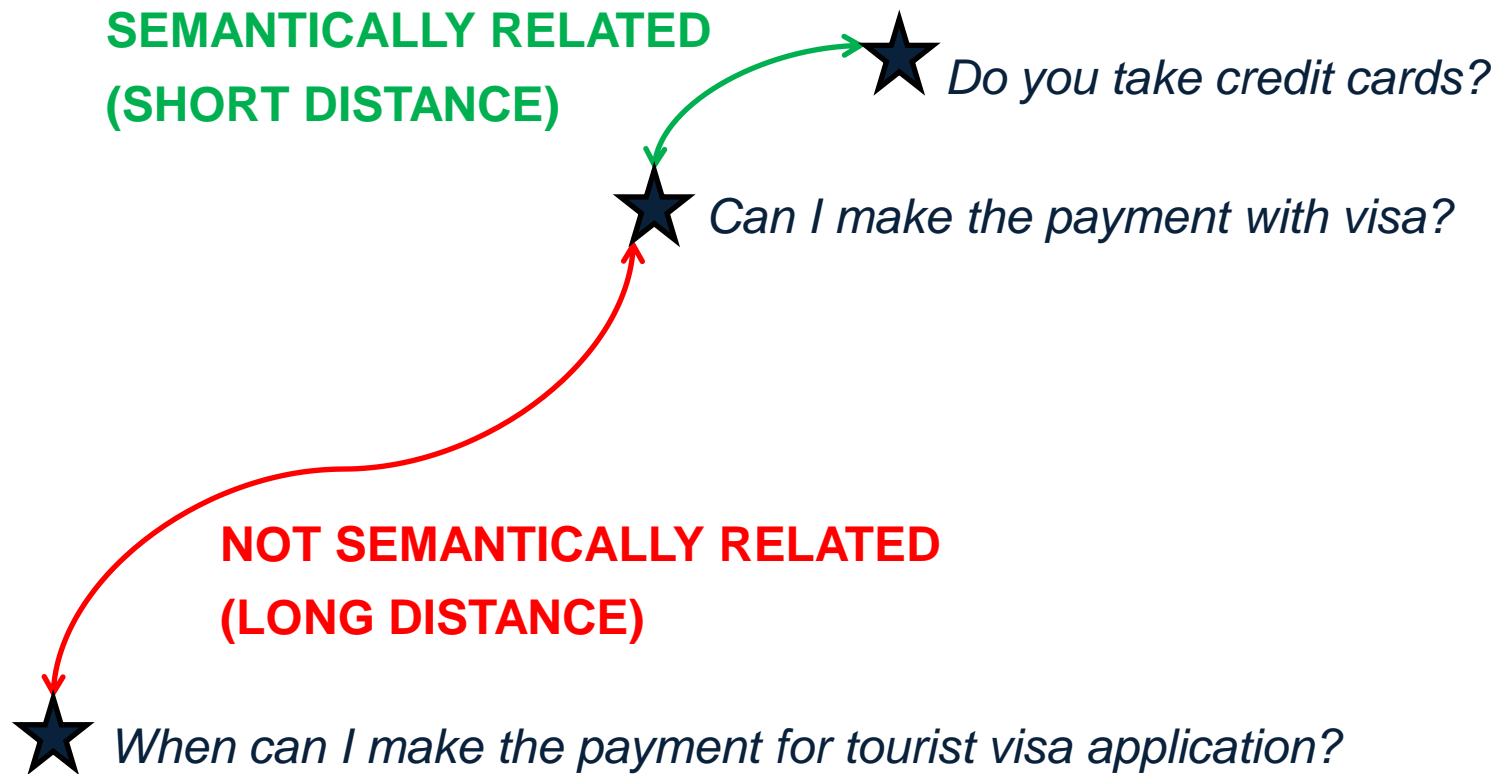 SEMANTICALLY RELATED
(SHORT DISTANCE)
Do you take credit cards?
Can I make the payment with visa?
NOT SEMANTICALLY RELATED
(LONG DISTANCE)
When can I make the payment for tourist visa application?